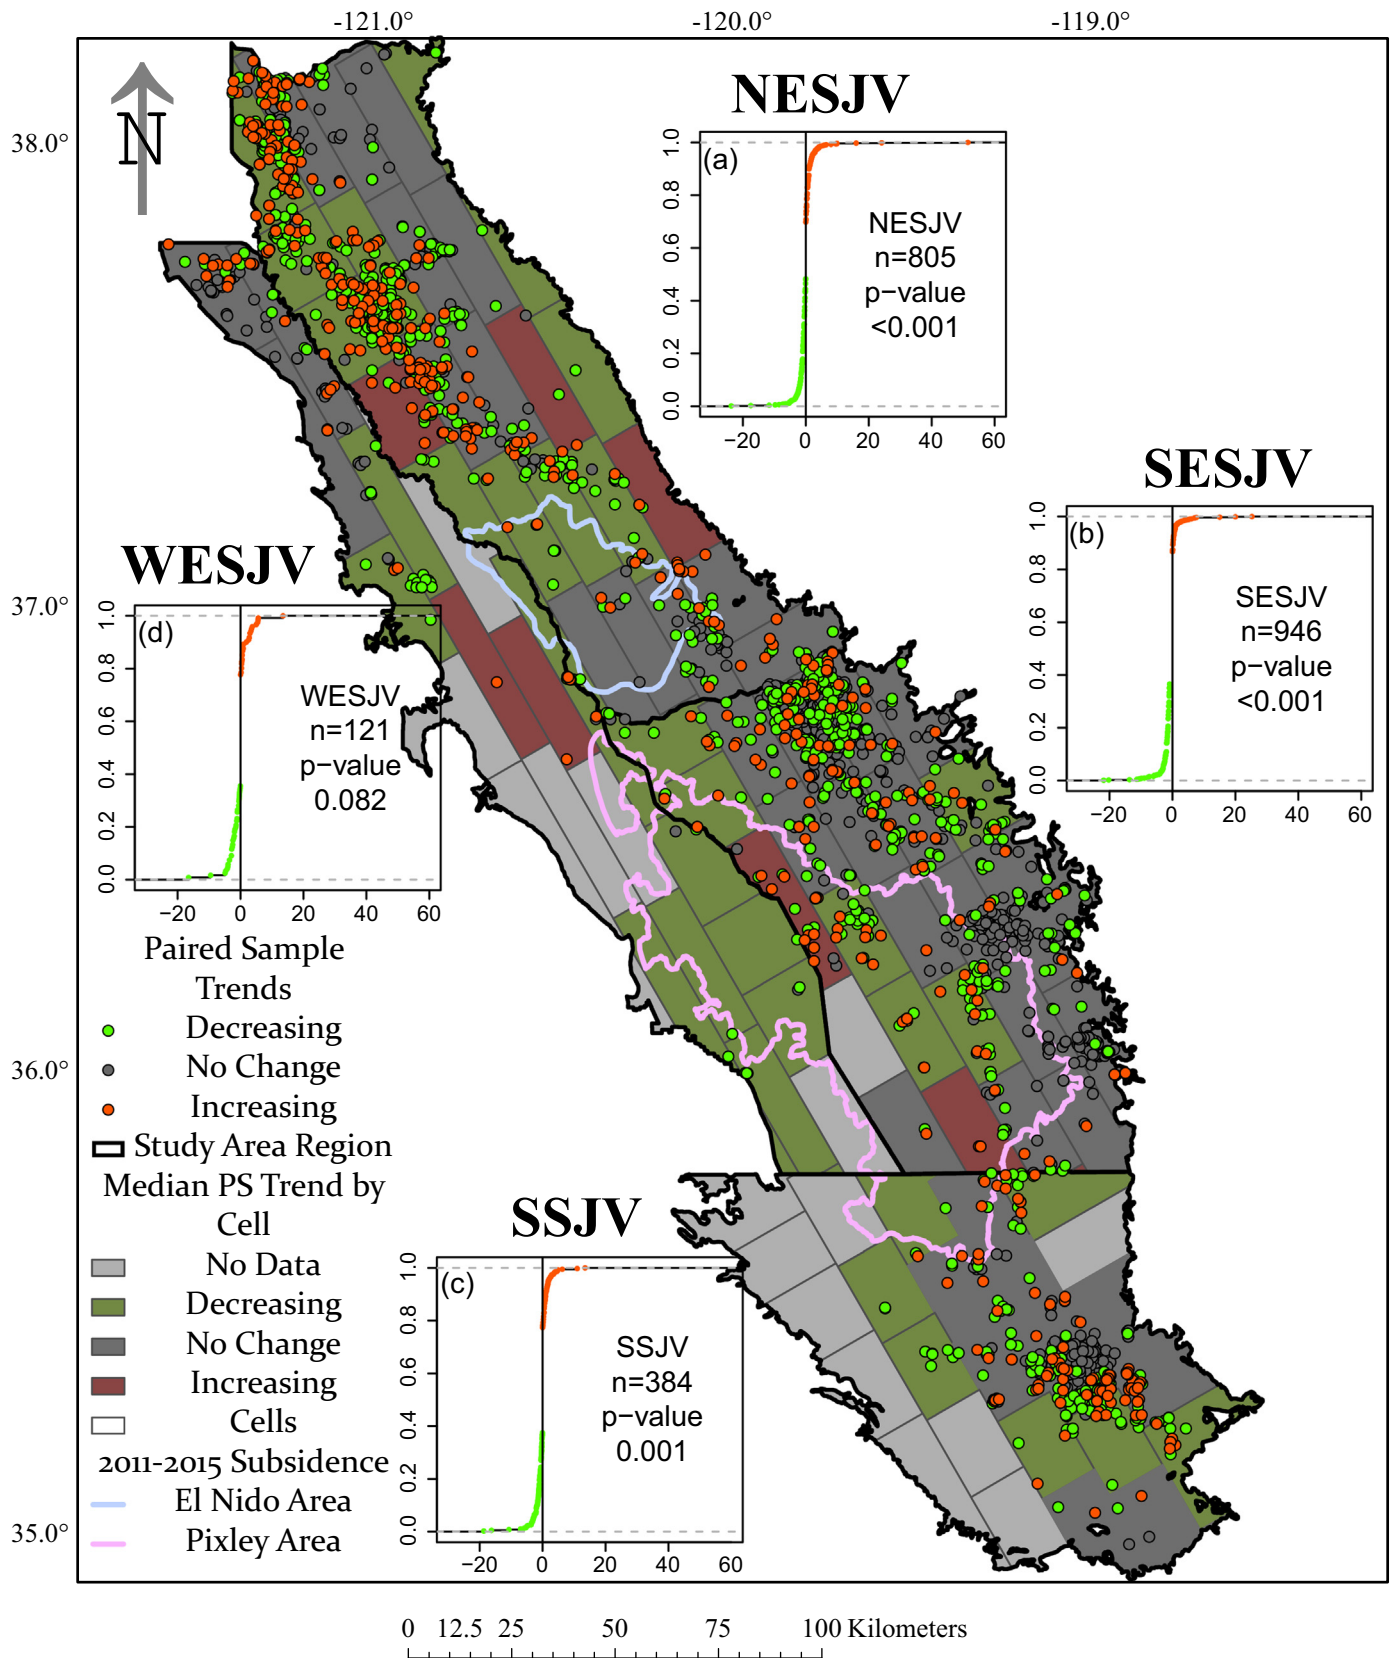 -121.0°
-120.0°
-119.0°
38.0°
37.0°
36.0°
35.0°
N
NESJV
(a)
NESJV
n=805
p−value
<0.001
0.0
0.2
0.4
0.6
0.8
1.0
−20
0
20
40
60
SESJV
(b)
SESJV
n=946
p−value
<0.001
0.0
0.2
0.4
0.6
0.8
1.0
−20
0
20
40
60
WESJV
(d)
WESJV
n=121
p−value
0.082
0.0
0.2
0.4
0.6
0.8
1.0
−20
0
20
40
60
SSJV
(c)
SSJV
n=384
p−value
0.001
0.0
0.2
0.4
0.6
0.8
1.0
−20
0
20
40
60
Paired Sample
Trends
Decreasing
No Change
Increasing
Study Area Region
Median PS Trend by
Cell
No Data
Decreasing
No Change
Increasing
Cells
2011-2015 Subsidence
El Nido Area
Pixley Area
0 12.5 25 50 75 100 Kilometers